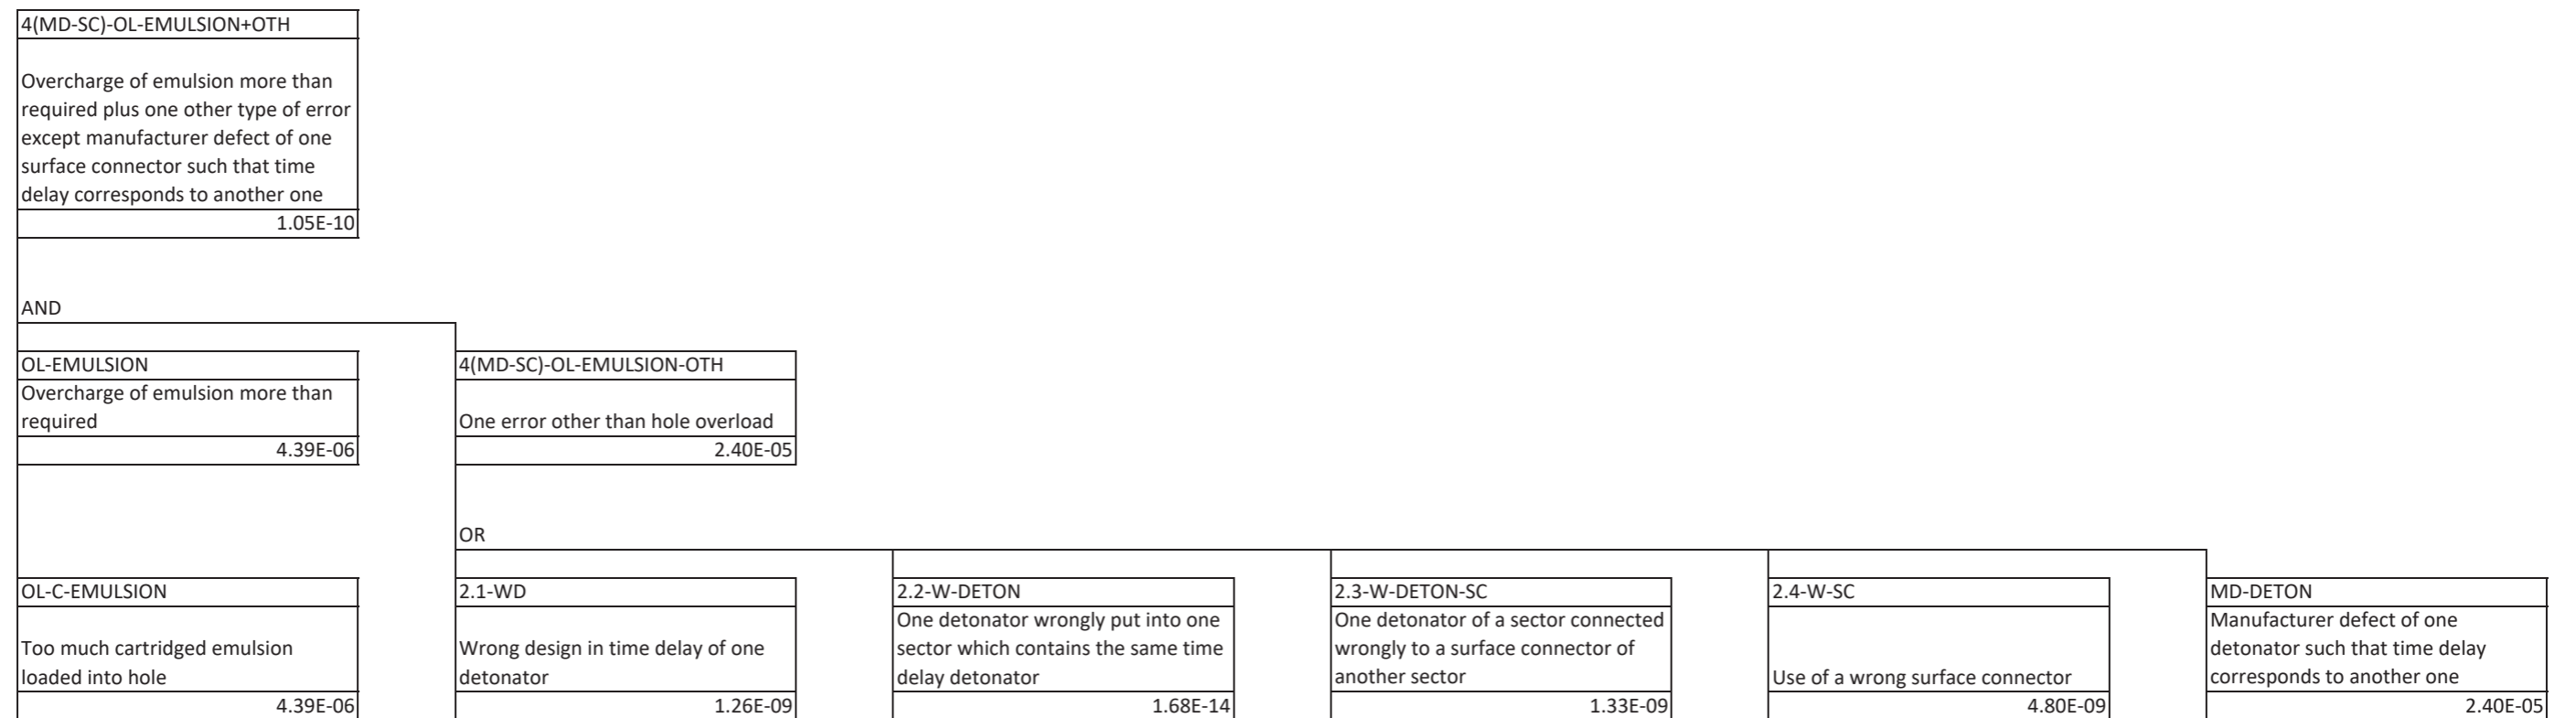 4(MD-SC)-OL-EMULSION+OTH
Overcharge of emulsion more than
required plus one other type of error
except manufacturer defect of one
surface connector such that time
delay corresponds to another one
1.05E-10
AND
OL-EMULSION
Overcharge of emulsion more than
required
4.39E-06
4(MD-SC)-OL-EMULSION-OTH
One error other than hole overload
2.40E-05
OR
OL-C-EMULSION
Too much cartridged emulsion
loaded into hole
4.39E-06
2.1-WD
Wrong design in time delay of one
detonator
1.26E-09
2.2-W-DETON
One detonator wrongly put into one
sector which contains the same time
delay detonator
1.68E-14
2.3-W-DETON-SC
One detonator of a sector connected
wrongly to a surface connector of
another sector
1.33E-09
2.4-W-SC
Use of a wrong surface connector
4.80E-09
MD-DETON
Manufacturer defect of one
detonator such that time delay
corresponds to another one
2.40E-05